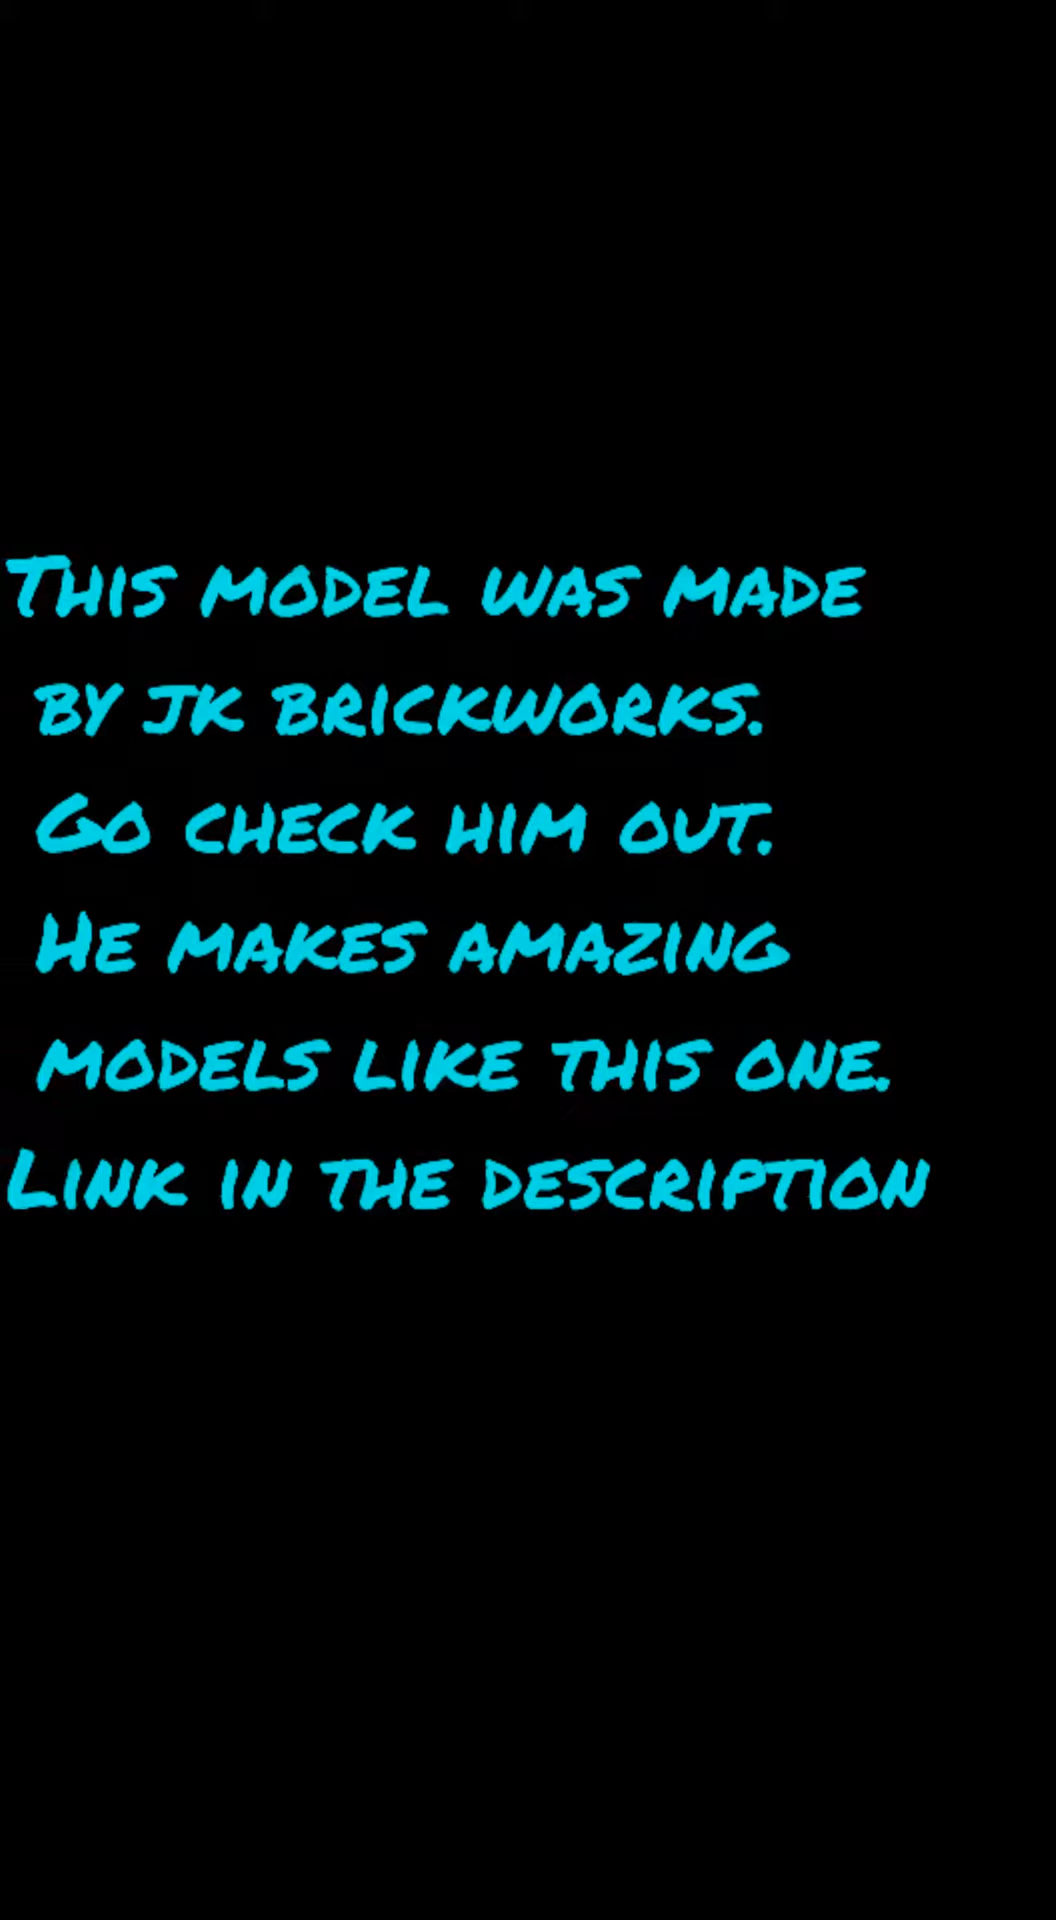 This model was made
by jk brickworks.
Go check him out.
He makes amazing
models like this one.
Link in the description